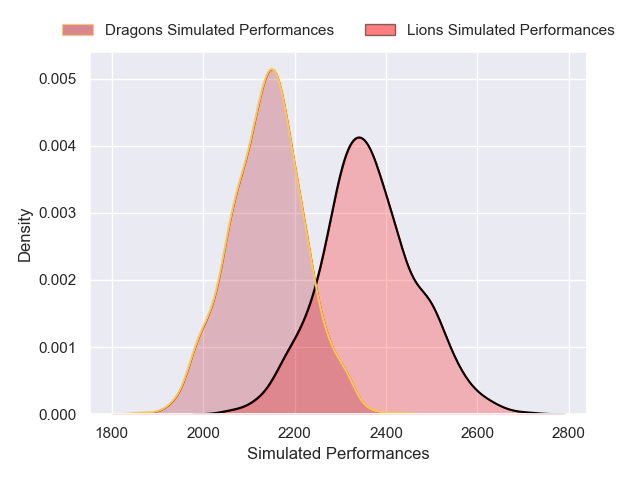 Dragons Simulated Performances Lions Simulated Performances
0.005
0.004
0.003
0.002
0.001
0.000
Density
1800 2000 2200 2400 2600 2800
Simulated Performances